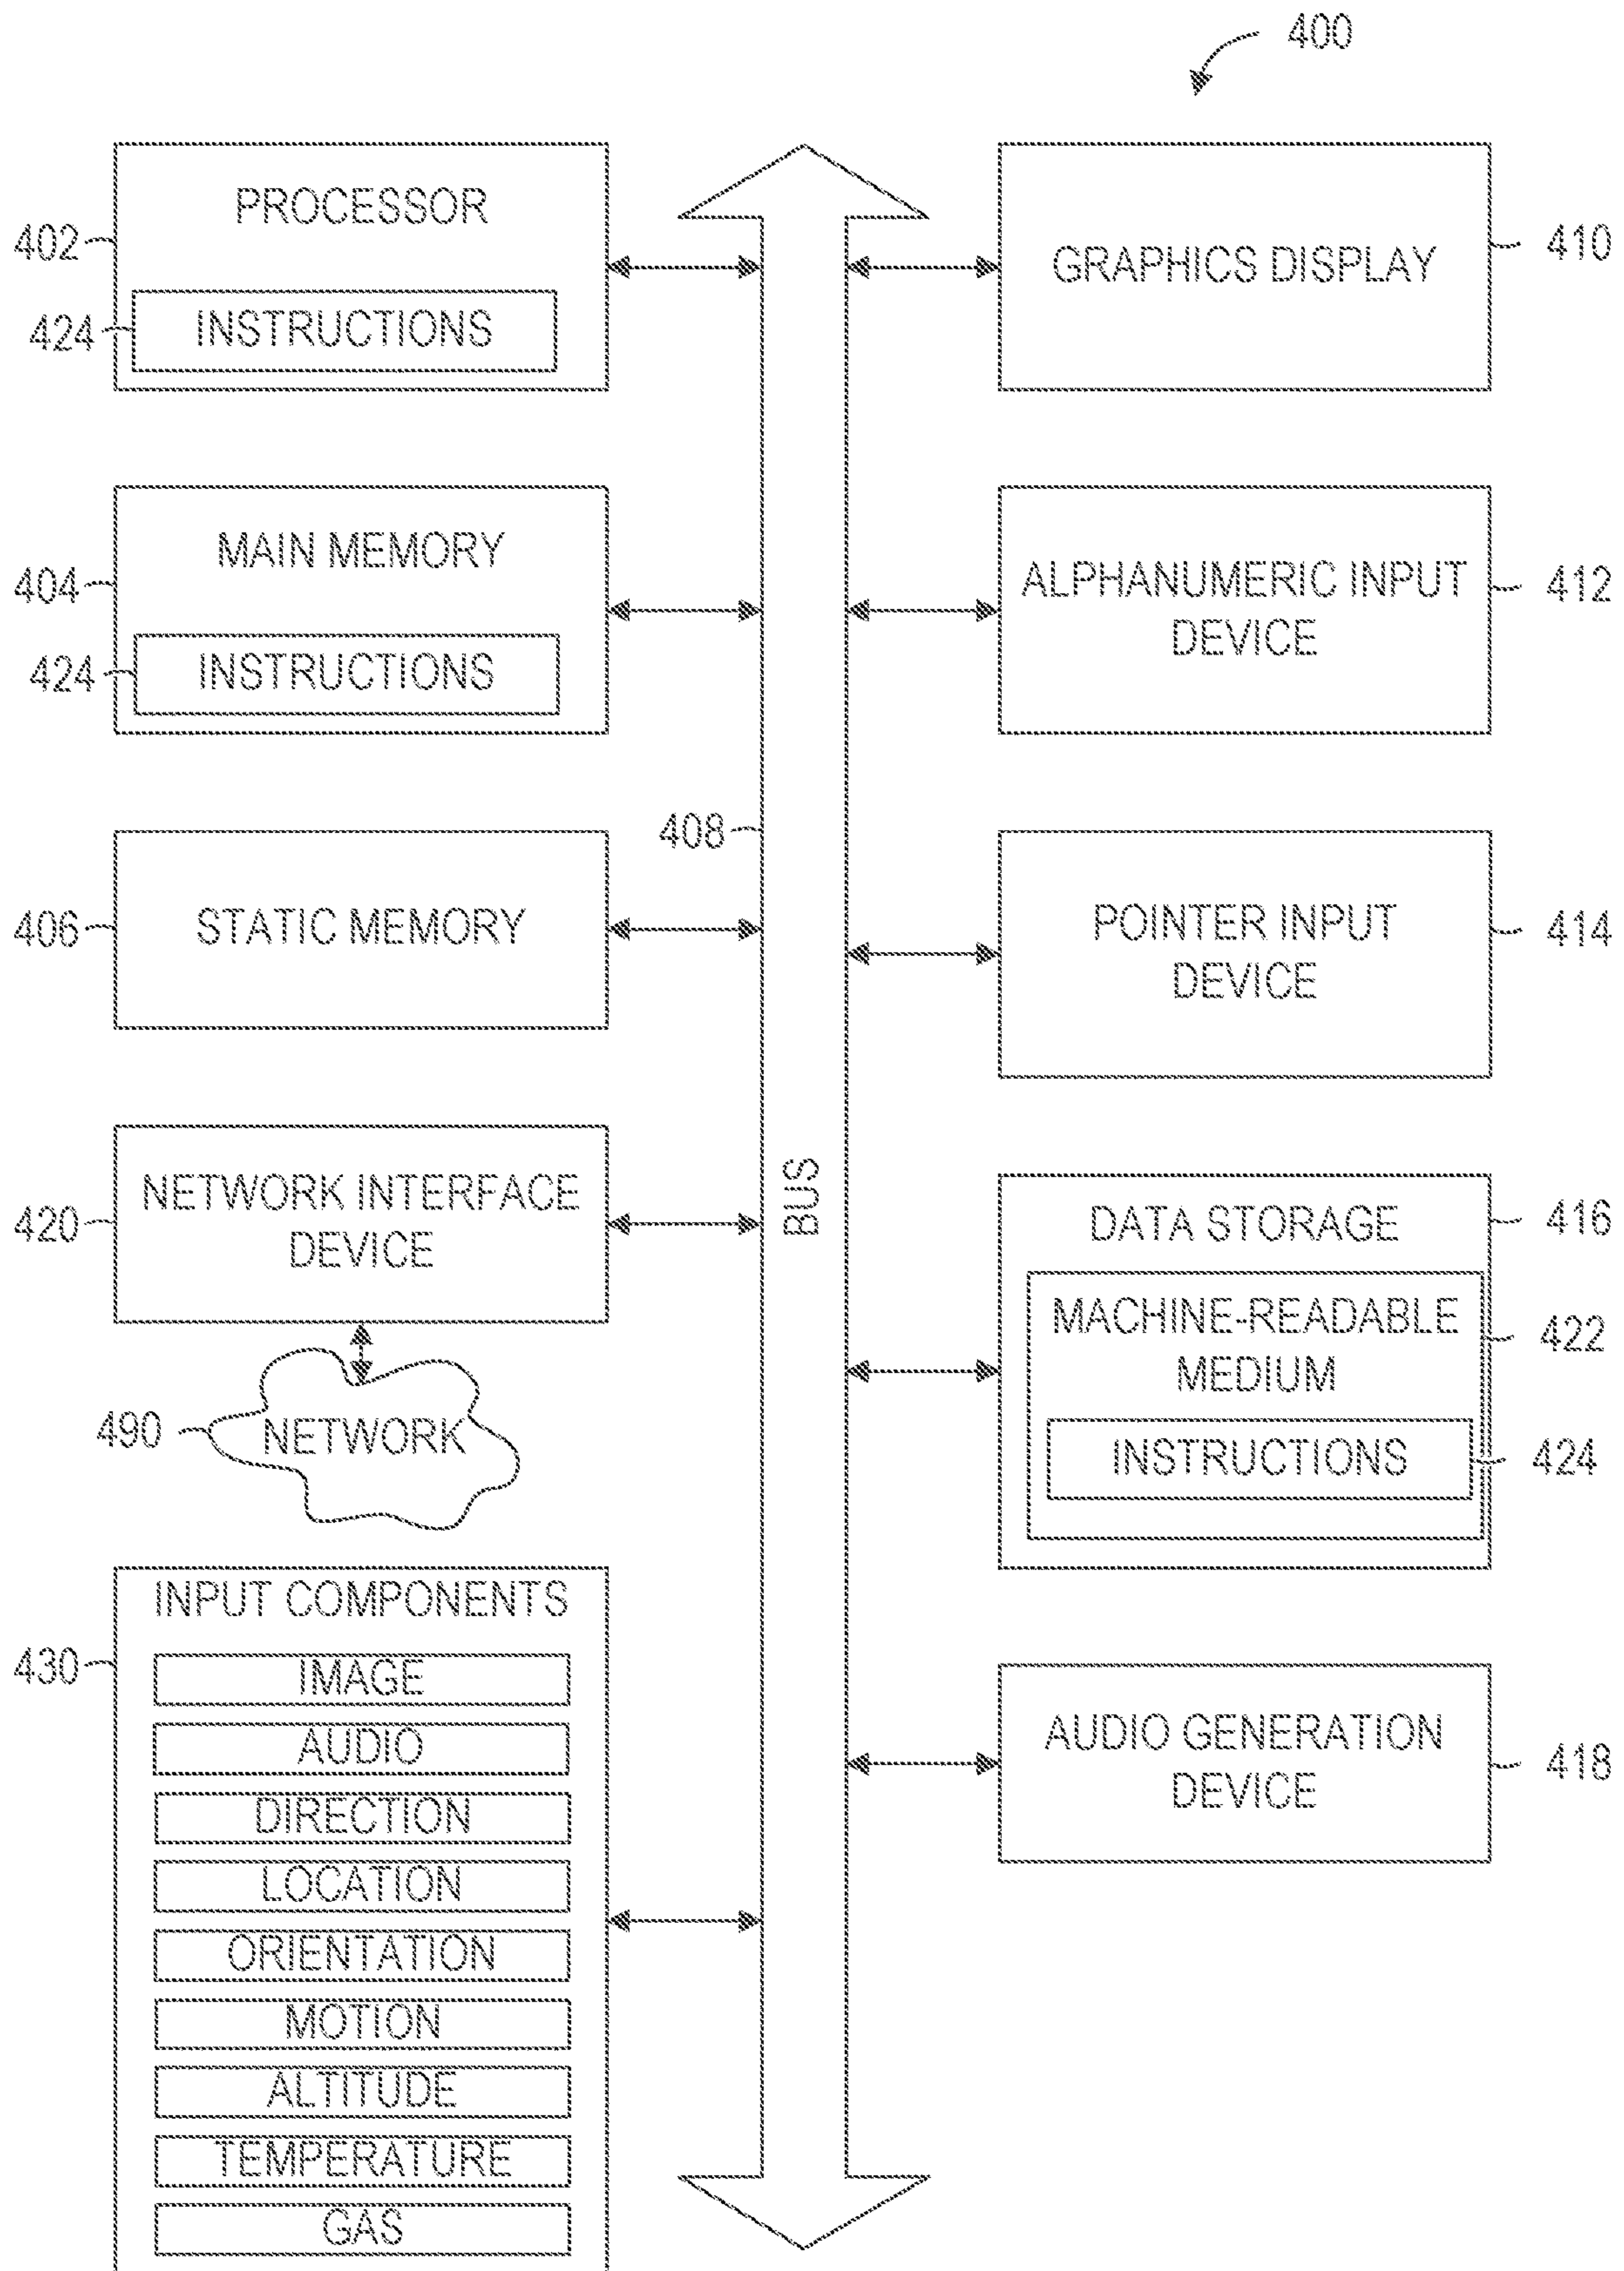 400
PROCESSOR
402
424
INSTRUCTIONS
MAIN MEMORY
404
424
INSTRUCTIONS
408
406
STATIC MEMORY
420
NETWORK INTERFACE
DEVICE
490
NETWORK
INPUT COMPONENTS
430
IMAGE
AUDIO
DIRECTION
LOCATION
ORIENTATION
MOTION
ALTITUDE
TEMPERATURE
GAS
BUS
GRAPHICS DISPLAY
410
ALPHANUMERIC INPUT
DEVICE
412
POINTER INPUT
DEVICE
414
DATA STORAGE
416
MACHINE-READABLE
MEDIUM
422
INSTRUCTIONS
424
AUDIO GENERATION
DEVICE
418